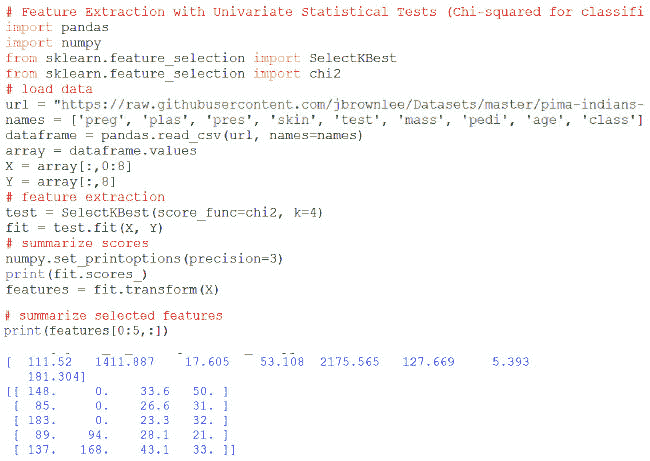 # Feature Extraction with Univariate Statistical Tests (Chi-squared for classifi
import pandas
import numpy
from sklearn.feature_selection import SelectKBest
from sklearn.feature_selection import chi2
# load data
url = "https://raw.githubusercontent.com/jbrownlee/Datasets/master/pima-indians-
names = ['preg', 'plas', 'pres', 'skin', 'test', 'mass', 'pedi', 'age', 'class']
dataframe = pandas.read_csv(url, names=names)
array = dataframe.values
X = array[:,0:8]
Y = array[:,8]
# feature extraction
test = SelectKBest(score_func=chi2, k=4)
fit = test.fit(X, Y)
# summarize scores
numpy.set_printoptions(precision=3)
print(fit.scores_)
features = fit.transform(X)
# summarize selected features
print(features[0:5,:])
[ 111.52 1411.887 17.605 53.108 2175.565 127.669 5.393
181.304]
[[ 148. 0. 33.6 50. ]
[ 85. 0. 26.6 31. ]
[ 183. 0. 23.3 32. ]
[ 89. 94. 28.1 21. ]
[ 137. 168. 43.1 33. ]]